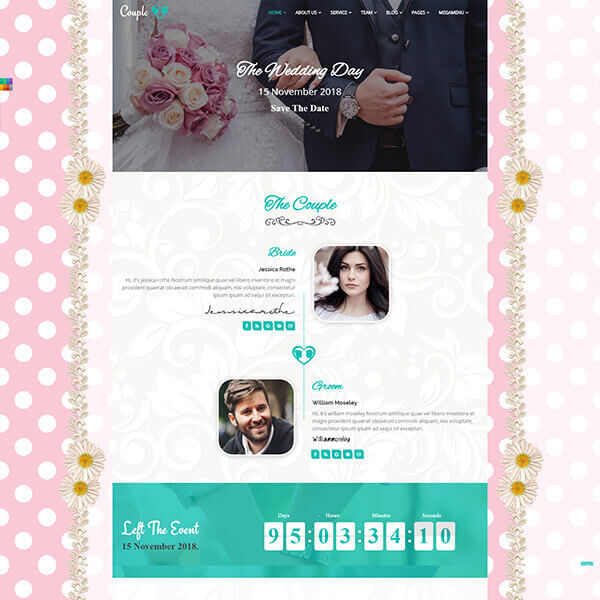 Couple
HOME ABOUT US SERVICE TEAM BLOG PAGES MEGAMENU
The Wedding Day
15 November 2018
Save The Date
The Couple
Bride
Jessica Rothe
Hi, it's jessica rothe Nostrum similique quae vel libero inventore et magni
provident quaerat obcaecati commodi aliquam, nisi voluptate, consectetur
ipsum ipsam ad sequi sit excepturi.
Jessicarothe
Groom
William Moseley
Hi, it's william moseley Nostrum similique quae vel libero inventore et
magni provident quaerat obcaecati commodi aliquam, nisi voluptate,
consectetur ipsum ipsam ad sequi sit excepturi.
Williammoseley
Left The Event
15 November 2018.
Days Hours Minutes Seconds
95:03:34:10